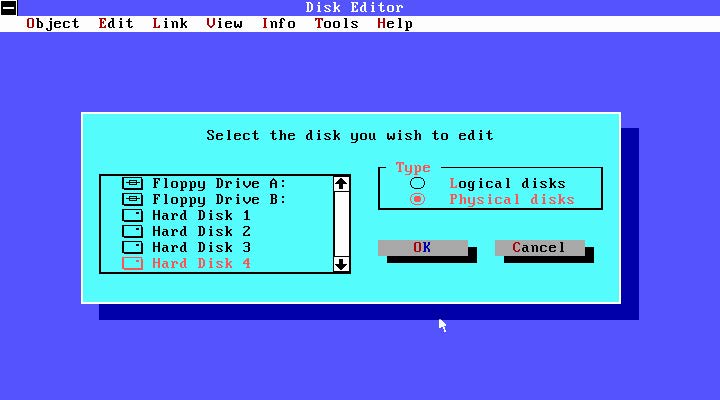 Disk Editor
Object Edit Link View Info Tools Help
Select the disk you wish to edit
Floppy Drive A:
Floppy Drive B:
Hard Disk 1
Hard Disk 2
Hard Disk 3
Hard Disk 4
Type
Logical disks
Physical disks
OK Cancel